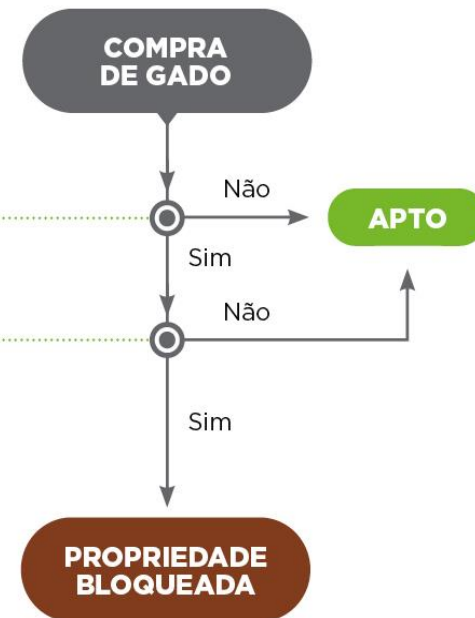 COMPRA
DE GADO
Não
APTO
Sim
Não
Sim
PROPRIEDADE
BLOQUEADA